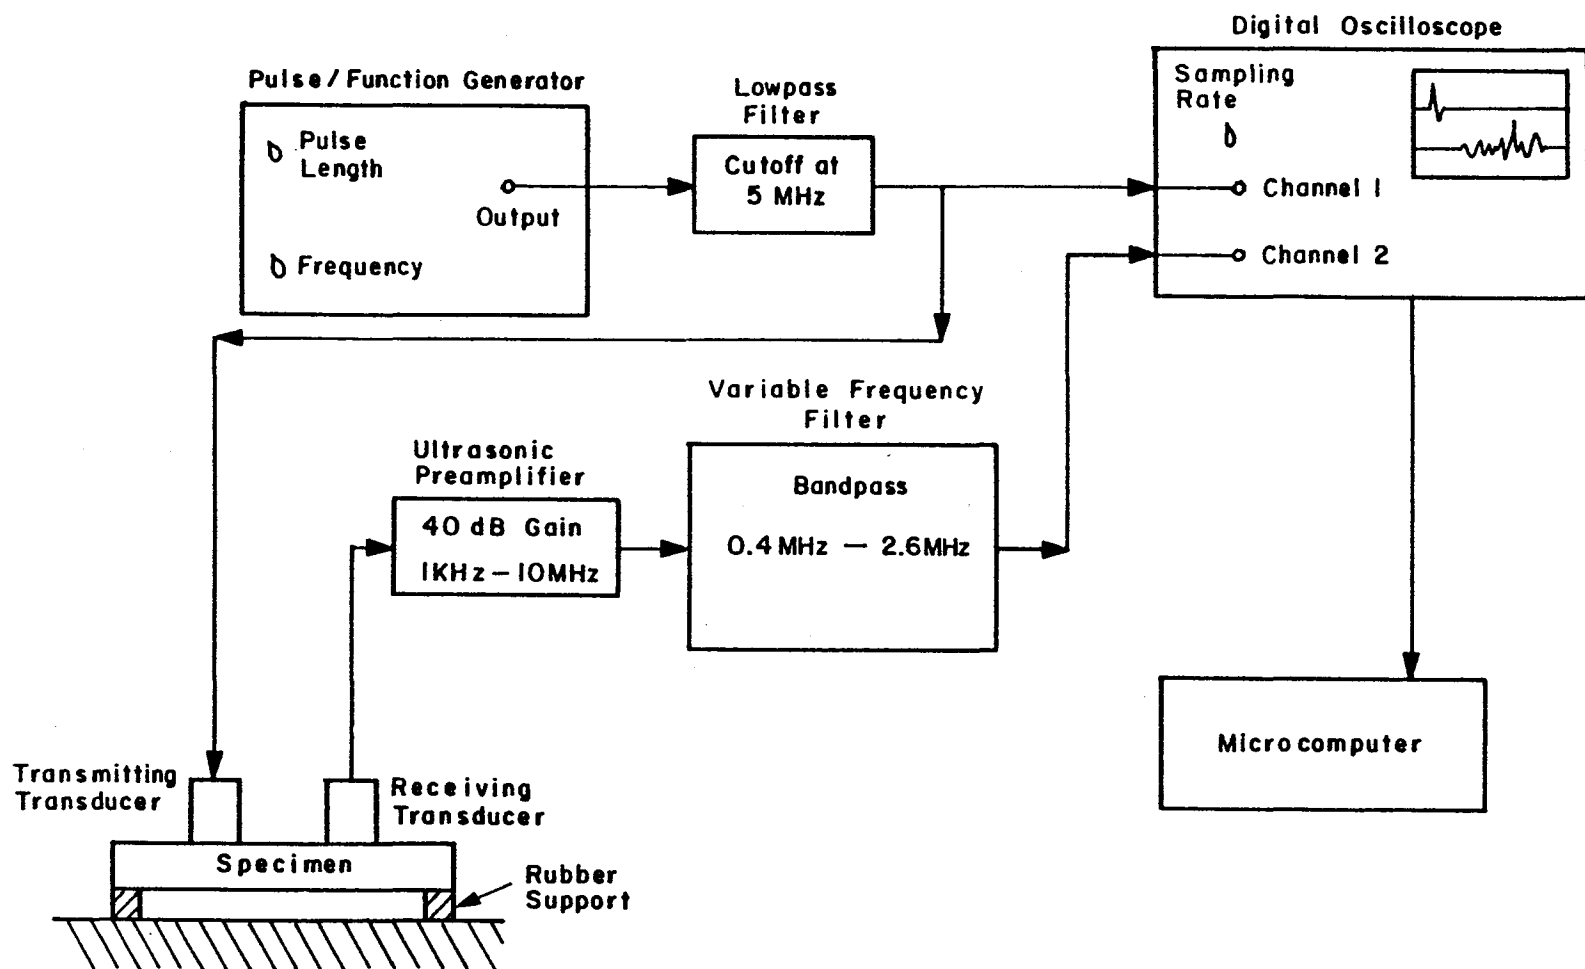 Digital Oscilloscope
Pulse/Function Generator
Lowpass
Filter
Sampling
Rate
Pulse
Length
Cutoff at
5 MHz
Output
Channel 1
Frequency
Channel 2
Variable Frequency
Filter
Ultrasonic
Preamplifier
Bandpass
40 dB Gain
1KHz – 10MHz
0.4MHz – 2.6MHz
Microcomputer
Transmitting
Transducer
Receiving
Transducer
Specimen
Rubber
Support